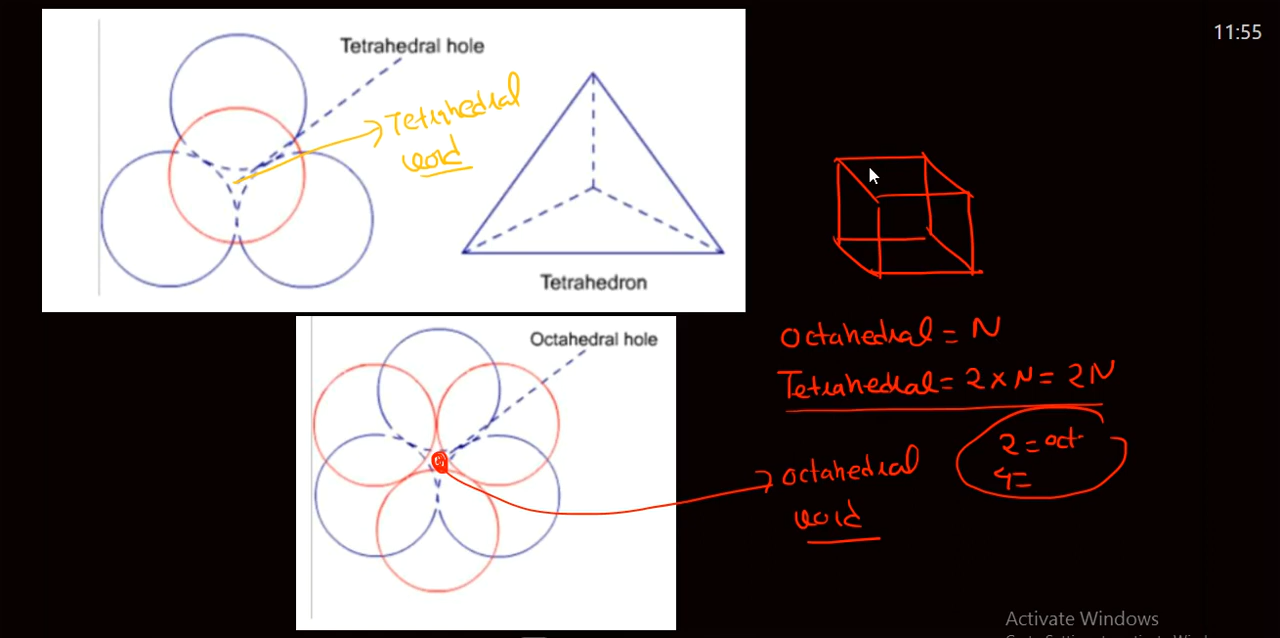 11:55
Tetrahedral hole
Tetrahedral
void
Tetrahedron
Octahedral hole
Octahedral = N
Tetrahedral = 2 × N = 2N
2 = oct.
4 =
octahedral
void
Activate Windows